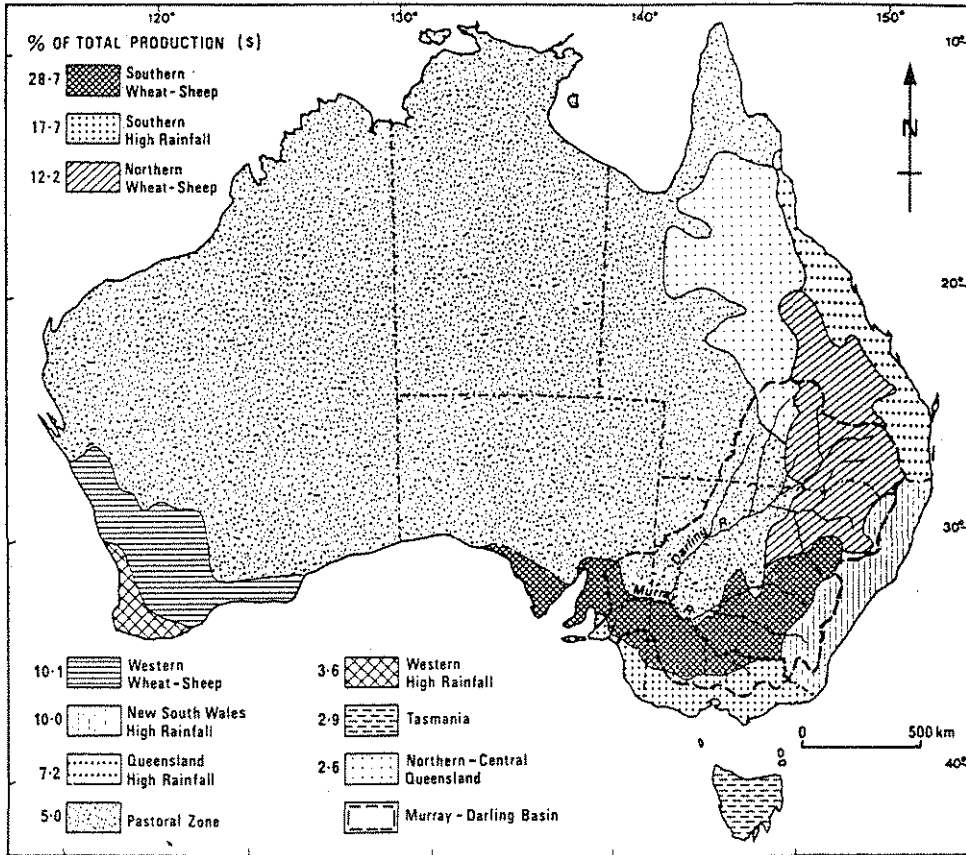 120°
130°
140°
150°
10°
% OF TOTAL PRODUCTION ($)
28·7 Southern
Wheat-Sheep
17·7 Southern
High Rainfall
12·2 Northern
Wheat-Sheep
N
20°
30°
Darling R.
Murray R.
10·1 Western
Wheat-Sheep
10·0 New South Wales
High Rainfall
7·2 Queensland
High Rainfall
5·0 Pastoral Zone
3·6 Western
High Rainfall
2·9 Tasmania
2·6 Northern-Central
Queensland
Murray-Darling Basin
0 500 km
40°